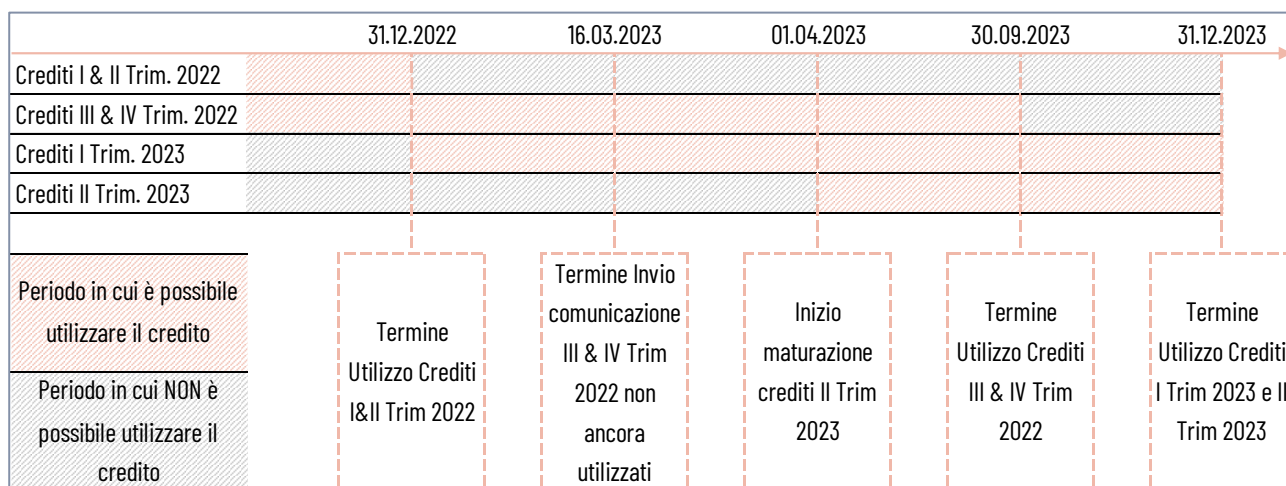 31.12.2022 16.03.2023 01.04.2023 30.09.2023 31.12.2023
Crediti I & II Trim. 2022
Crediti III & IV Trim. 2022
Crediti I Trim. 2023
Crediti II Trim. 2023
Periodo in cui è possibile
utilizzare il credito
Periodo in cui NON è
possibile utilizzare il
credito
Termine
Utilizzo Crediti
I&II Trim 2022
Termine Invio
comunicazione
III & IV Trim
2022 non
ancora
utilizzati
Inizio
maturazione
crediti II Trim
2023
Termine
Utilizzo Crediti
III & IV Trim
2022
Termine
Utilizzo Crediti
I Trim 2023 e II
Trim 2023